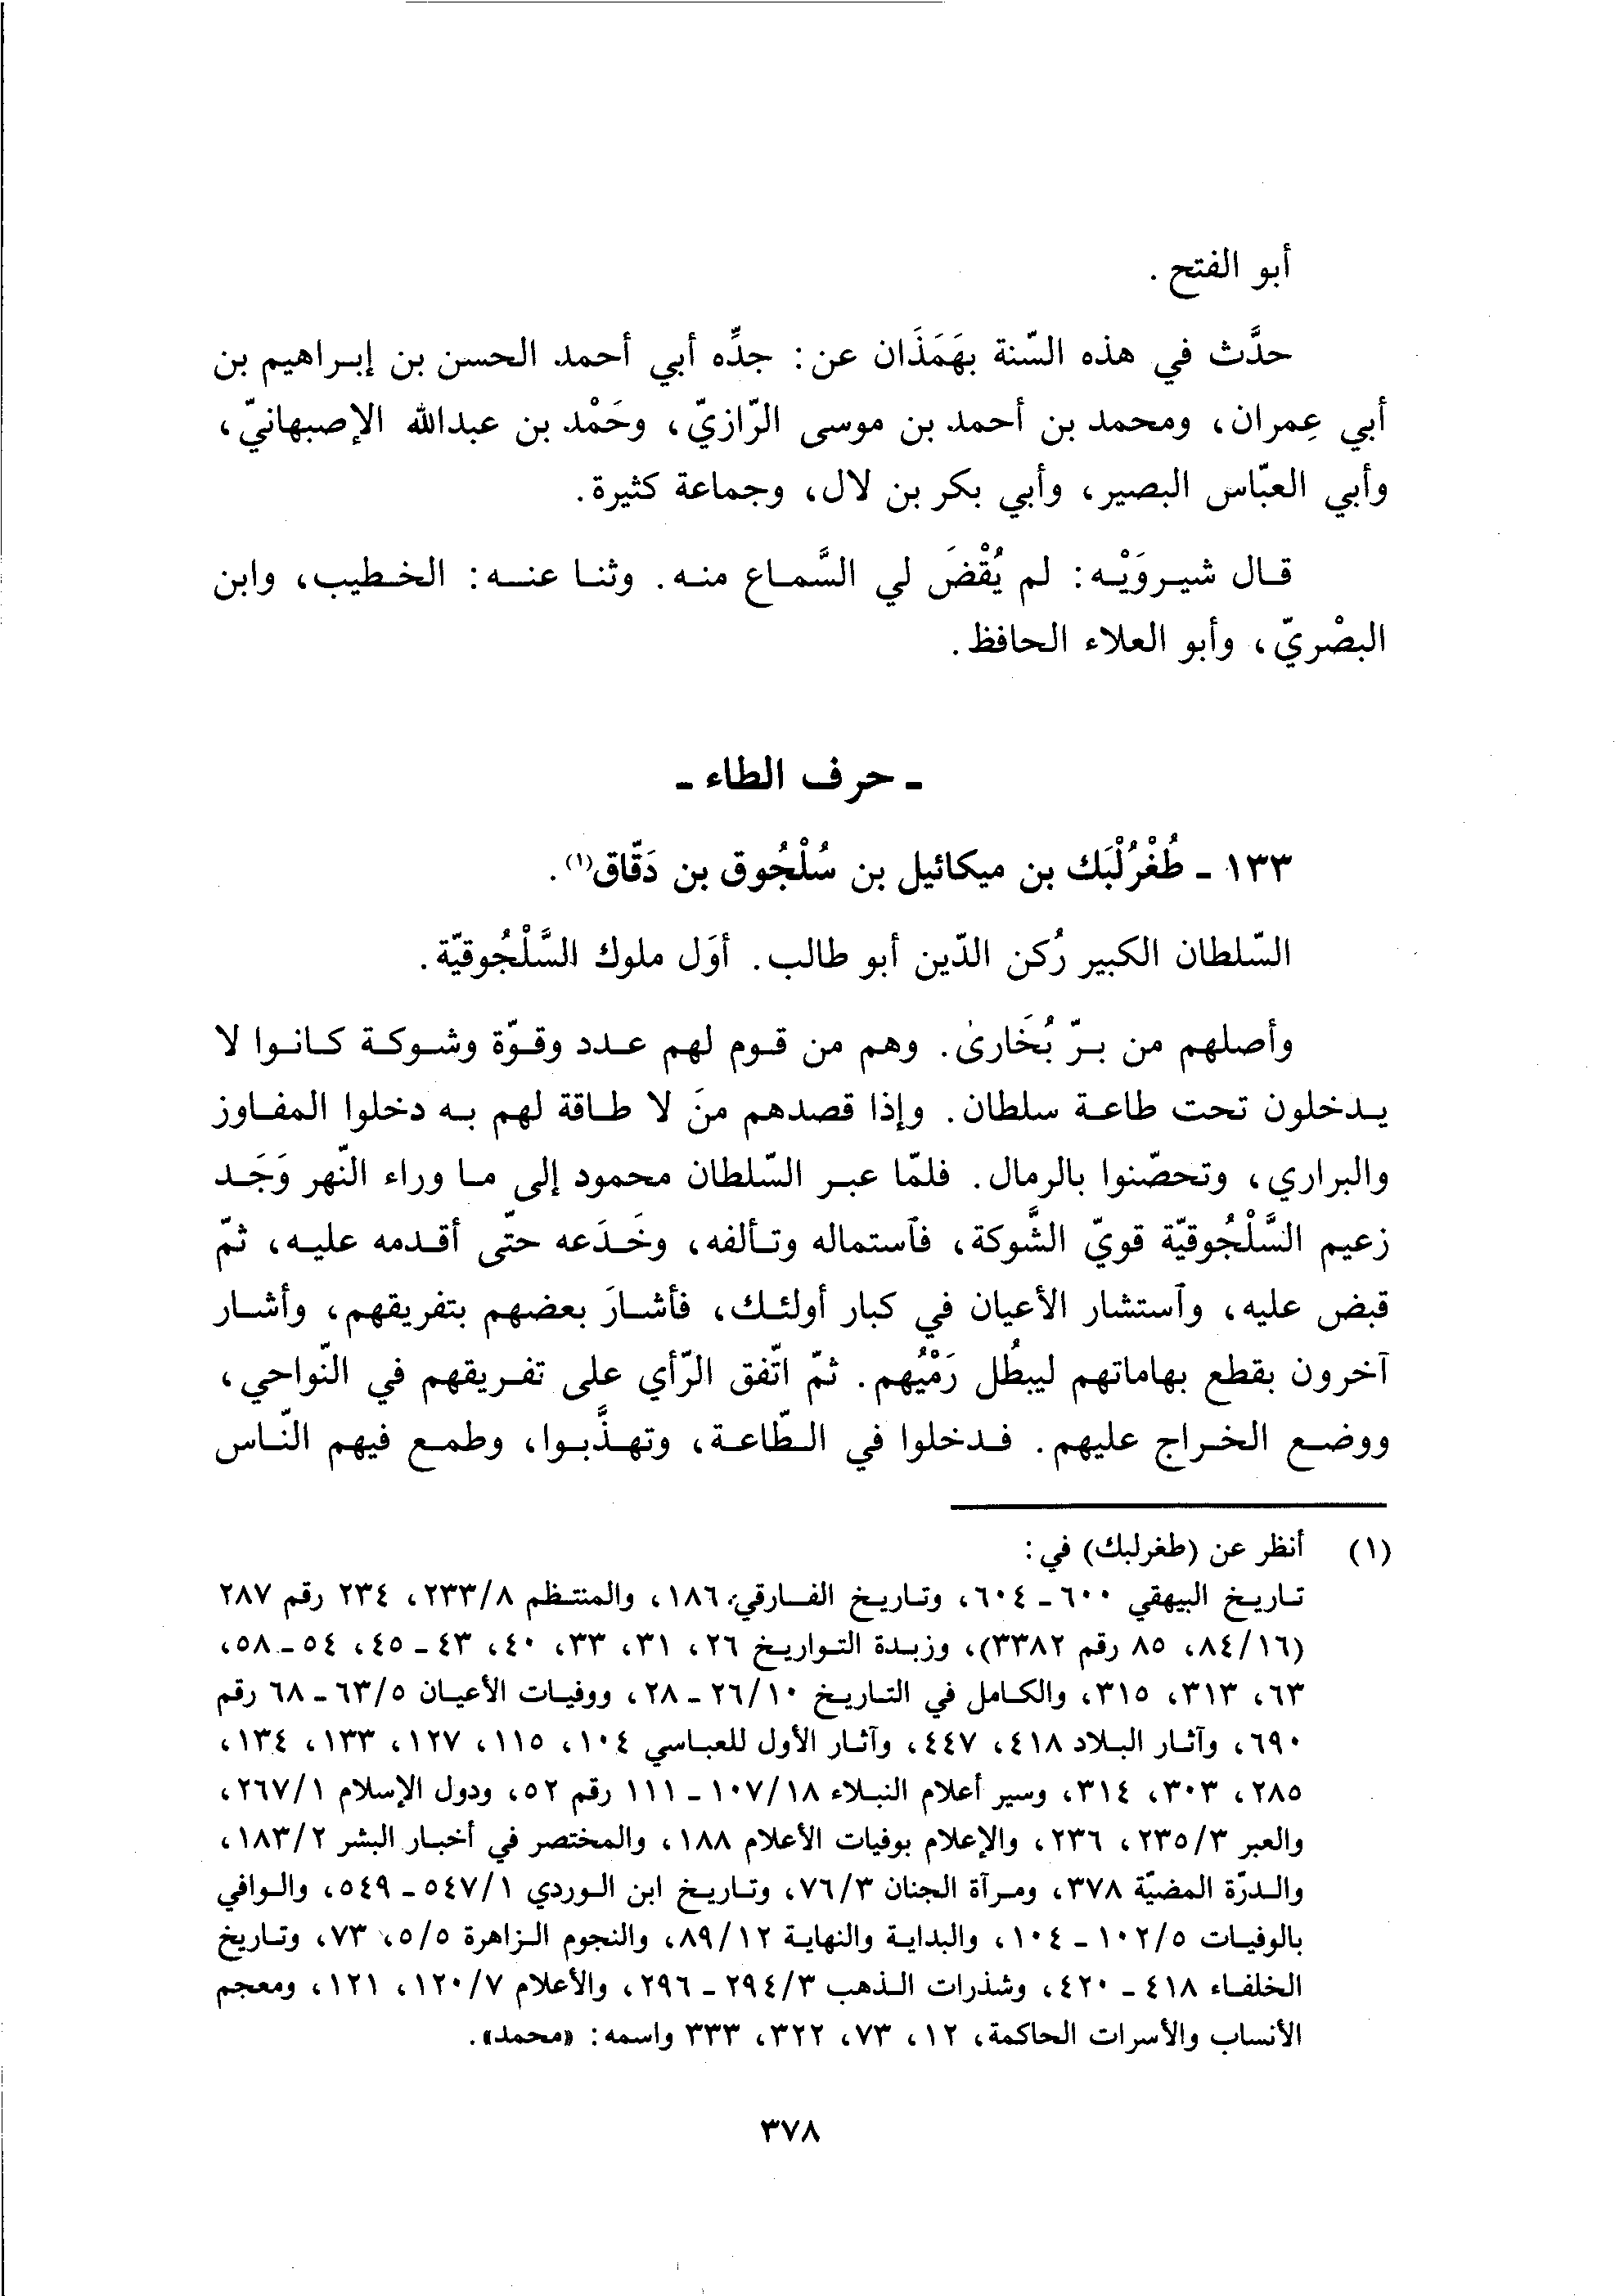 أبو الفتح .
حدَّث في هذه السّنة بهَمَذَان عن: جدِّه أبي أحمد الحسن بن إبراهيم بن
أبي عِمران، ومحمد بن أحمد بن موسى الرّازيّ، وحَمْد بن عبدالله الإصبهانيّ،
وأبي العبّاس البصير، وأبي بكر بن لال، وجماعة كثيرة.
قال شيرويَْه: لم يُقْضَ لي السَّماع منه. وثنا عنه: الخطيب، وابن
البصْريّ، وأبو العلاء الحافظ.
ـ حرف الطاء ـ
١٣٣ ـ طُغْرُلْبَك بن ميكائيل بن سُلْجُوق بن دَقّاق(١).
السّلطان الكبير رُكن الدّين أبو طالب. أوّل ملوك السَّلْجُوقيّة.
وأصلهم من برّ بُخَارىٰ. وهم من قوم لهم عدد وقوّة وشوكة كانوا لا
يدخلون تحت طاعة سلطان. وإذا قصدهم منَ لا طاقة لهم به دخلوا المفاوز
والبراري، وتحصّنوا بالرمال. فلمّا عبر السّلطان محمود إلى ما وراء النّهر وَجَد
زعيم السَّلْجُوقيّة قويّ الشَّوكة، فٱستماله وتألفه، وخَدَعه حتّى أقدمه عليه، ثمّ
قبض عليه، وٱستشار الأعيان في كبار أولئك، فأشارَ بعضهم بتفريقهم، وأشار
آخرون بقطع بهاماتهم ليبطُل رَمْيُهم. ثمّ اتّفق الرّأي على تفريقهم في النّواحي،
ووضع الخراج عليهم. فدخلوا في الطّاعة، وتهذَّبوا، وطمع فيهم النّاس
(١) أنظر عن (طغرلبك) في:
تاريخ البيهقي ٦٠٠ ـ ٦٠٤، وتاريخ الفارقي ١٨٦، والمنتظم ٢٣٣/٨، ٢٣٤ رقم ٢٨٧
(٨٤/١٦، ٨٥ رقم ٣٣٨٢)، وزبدة التواريخ ٢٦، ٣١، ٣٣، ٤٠، ٤٣ ـ ٤٥، ٥٤ ـ ٥٨،
٦٣، ٣١٣، ٣١٥، والكامل في التاريخ ٢٦/١٠ ـ ٢٨، ووفيات الأعيان ٦٣/٥ ـ ٦٨ رقم
٦٩٠، وآثار البلاد ٤١٨، ٤٤٧، وآثار الأول للعباسي ١٠٤، ١١٥، ١٢٧، ١٣٣، ١٣٤،
٢٨٥، ٣٠٣، ٣١٤، وسير أعلام النبلاء ١٠٧/١٨ ـ ١١١ رقم ٥٢، ودول الإسلام ٢٦٧/١،
والعبر ٢٣٥/٣، ٢٣٦، والإعلام بوفيات الأعلام ١٨٨، والمختصر في أخبار البشر ١٨٣/٢،
والدرّة المضيّة ٣٧٨، ومرآة الجنان ٧٦/٣، وتاريخ ابن الوردي ٥٤٧/١ ـ ٥٤٩، والوافي
بالوفيات ١٠٢/٥ ـ ١٠٤، والبداية والنهاية ٨٩/١٢، والنجوم الزاهرة ٥/٥، ٧٣، وتاريخ
الخلفاء ٤١٨ ـ ٤٢٠، وشذرات الذهب ٢٩٤/٣ ـ ٢٩٦، والأعلام ١٢٠/٧، ١٢١، ومعجم
الأنساب والأسرات الحاكمة، ١٢، ٧٣، ٣٢٢، ٣٣٣ واسمه: «محمد».
٣٧٨